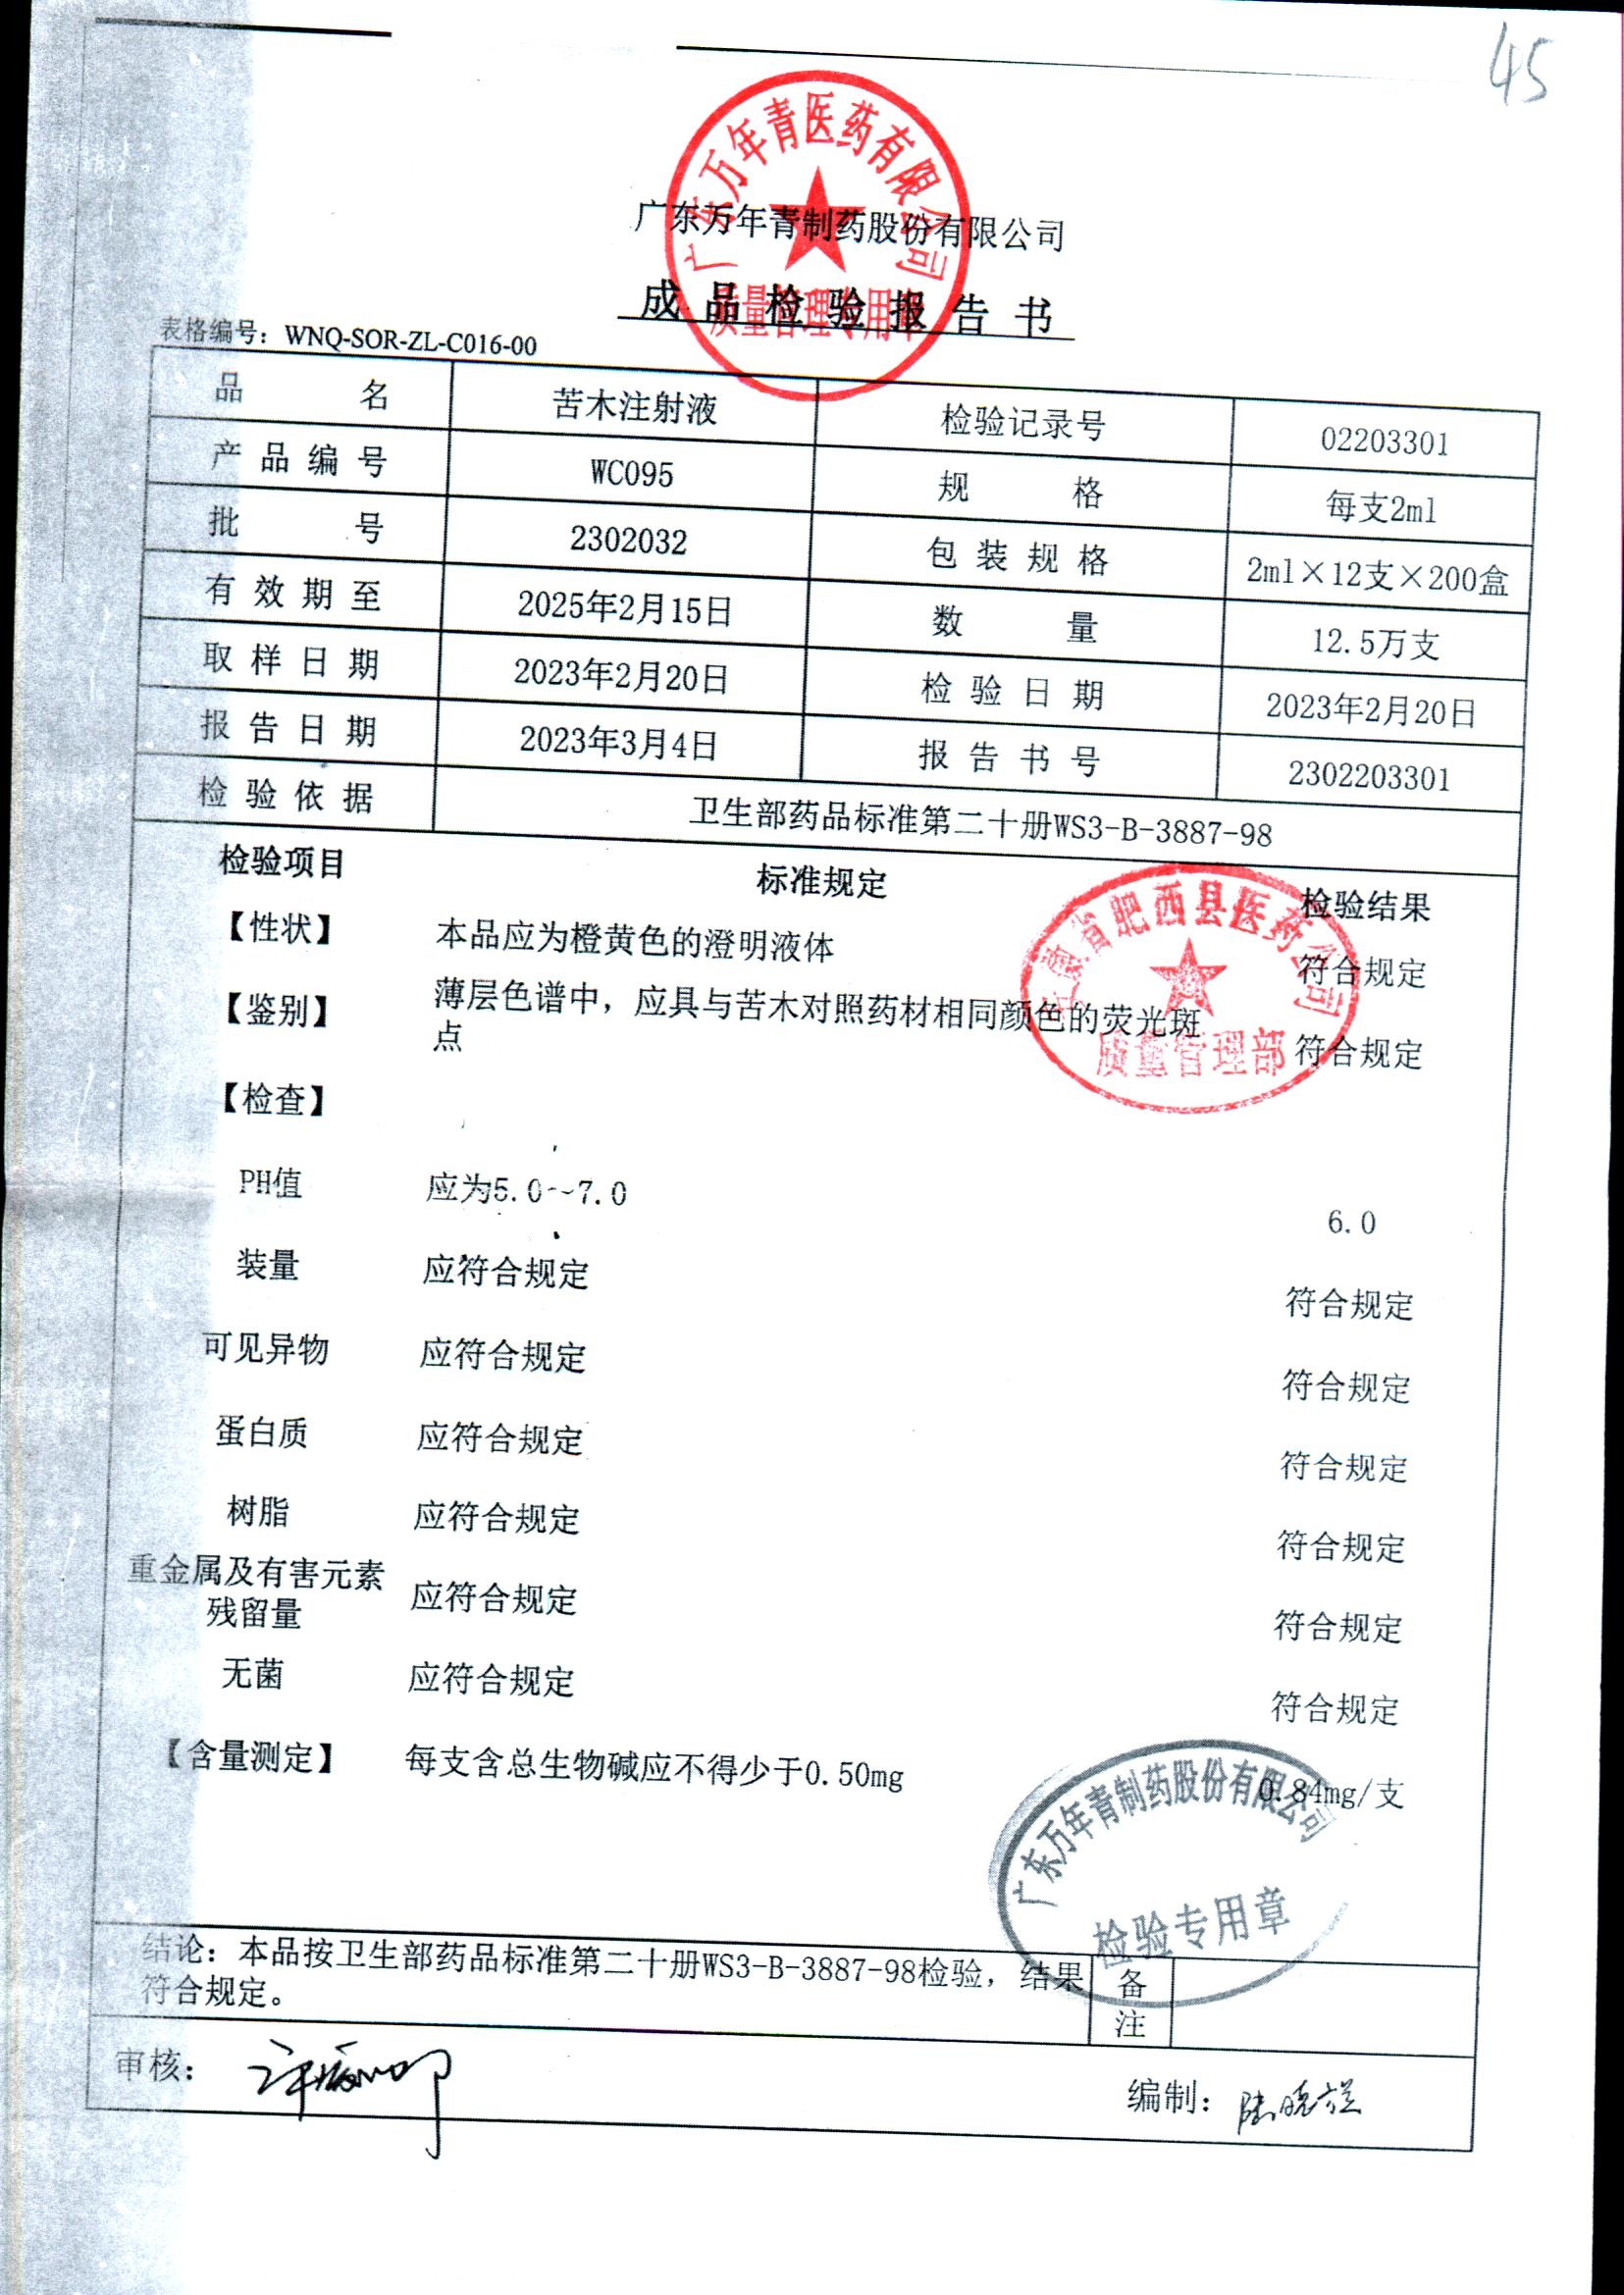 45
广东万年青医药有限公司
质量管理专用章
广东万年青制药股份有限公司
成品检验报告书
表格编号：WNQ-SOR-ZL-C016-00
品名 苦木注射液 检验记录号 02203301
产品编号 WC095 规格 每支2ml
批号 2302032 包装规格 2ml×12支×200盒
有效期至 2025年2月15日 数量 12.5万支
取样日期 2023年2月20日 检验日期 2023年2月20日
报告日期 2023年3月4日 报告书号 2302203301
检验依据 卫生部药品标准第二十册WS3-B-3887-98
检验项目 标准规定 检验结果
【性状】 本品应为橙黄色的澄明液体 符合规定
【鉴别】 薄层色谱中，应具与苦木对照药材相同颜色的荧光斑
点 符合规定
安徽省肥西县医药公司
质量管理部
【检查】
PH值 应为5.0~7.0 6.0
装量 应符合规定 符合规定
可见异物 应符合规定 符合规定
蛋白质 应符合规定 符合规定
树脂 应符合规定 符合规定
重金属及有害元素
残留量 应符合规定 符合规定
无菌 应符合规定 符合规定
【含量测定】 每支含总生物碱应不得少于0.50mg 0.84mg/支
广东万年青制药股份有限公司
检验专用章
结论：本品按卫生部药品标准第二十册WS3-B-3887-98检验，结果
符合规定。
备
注
审核：
编制：